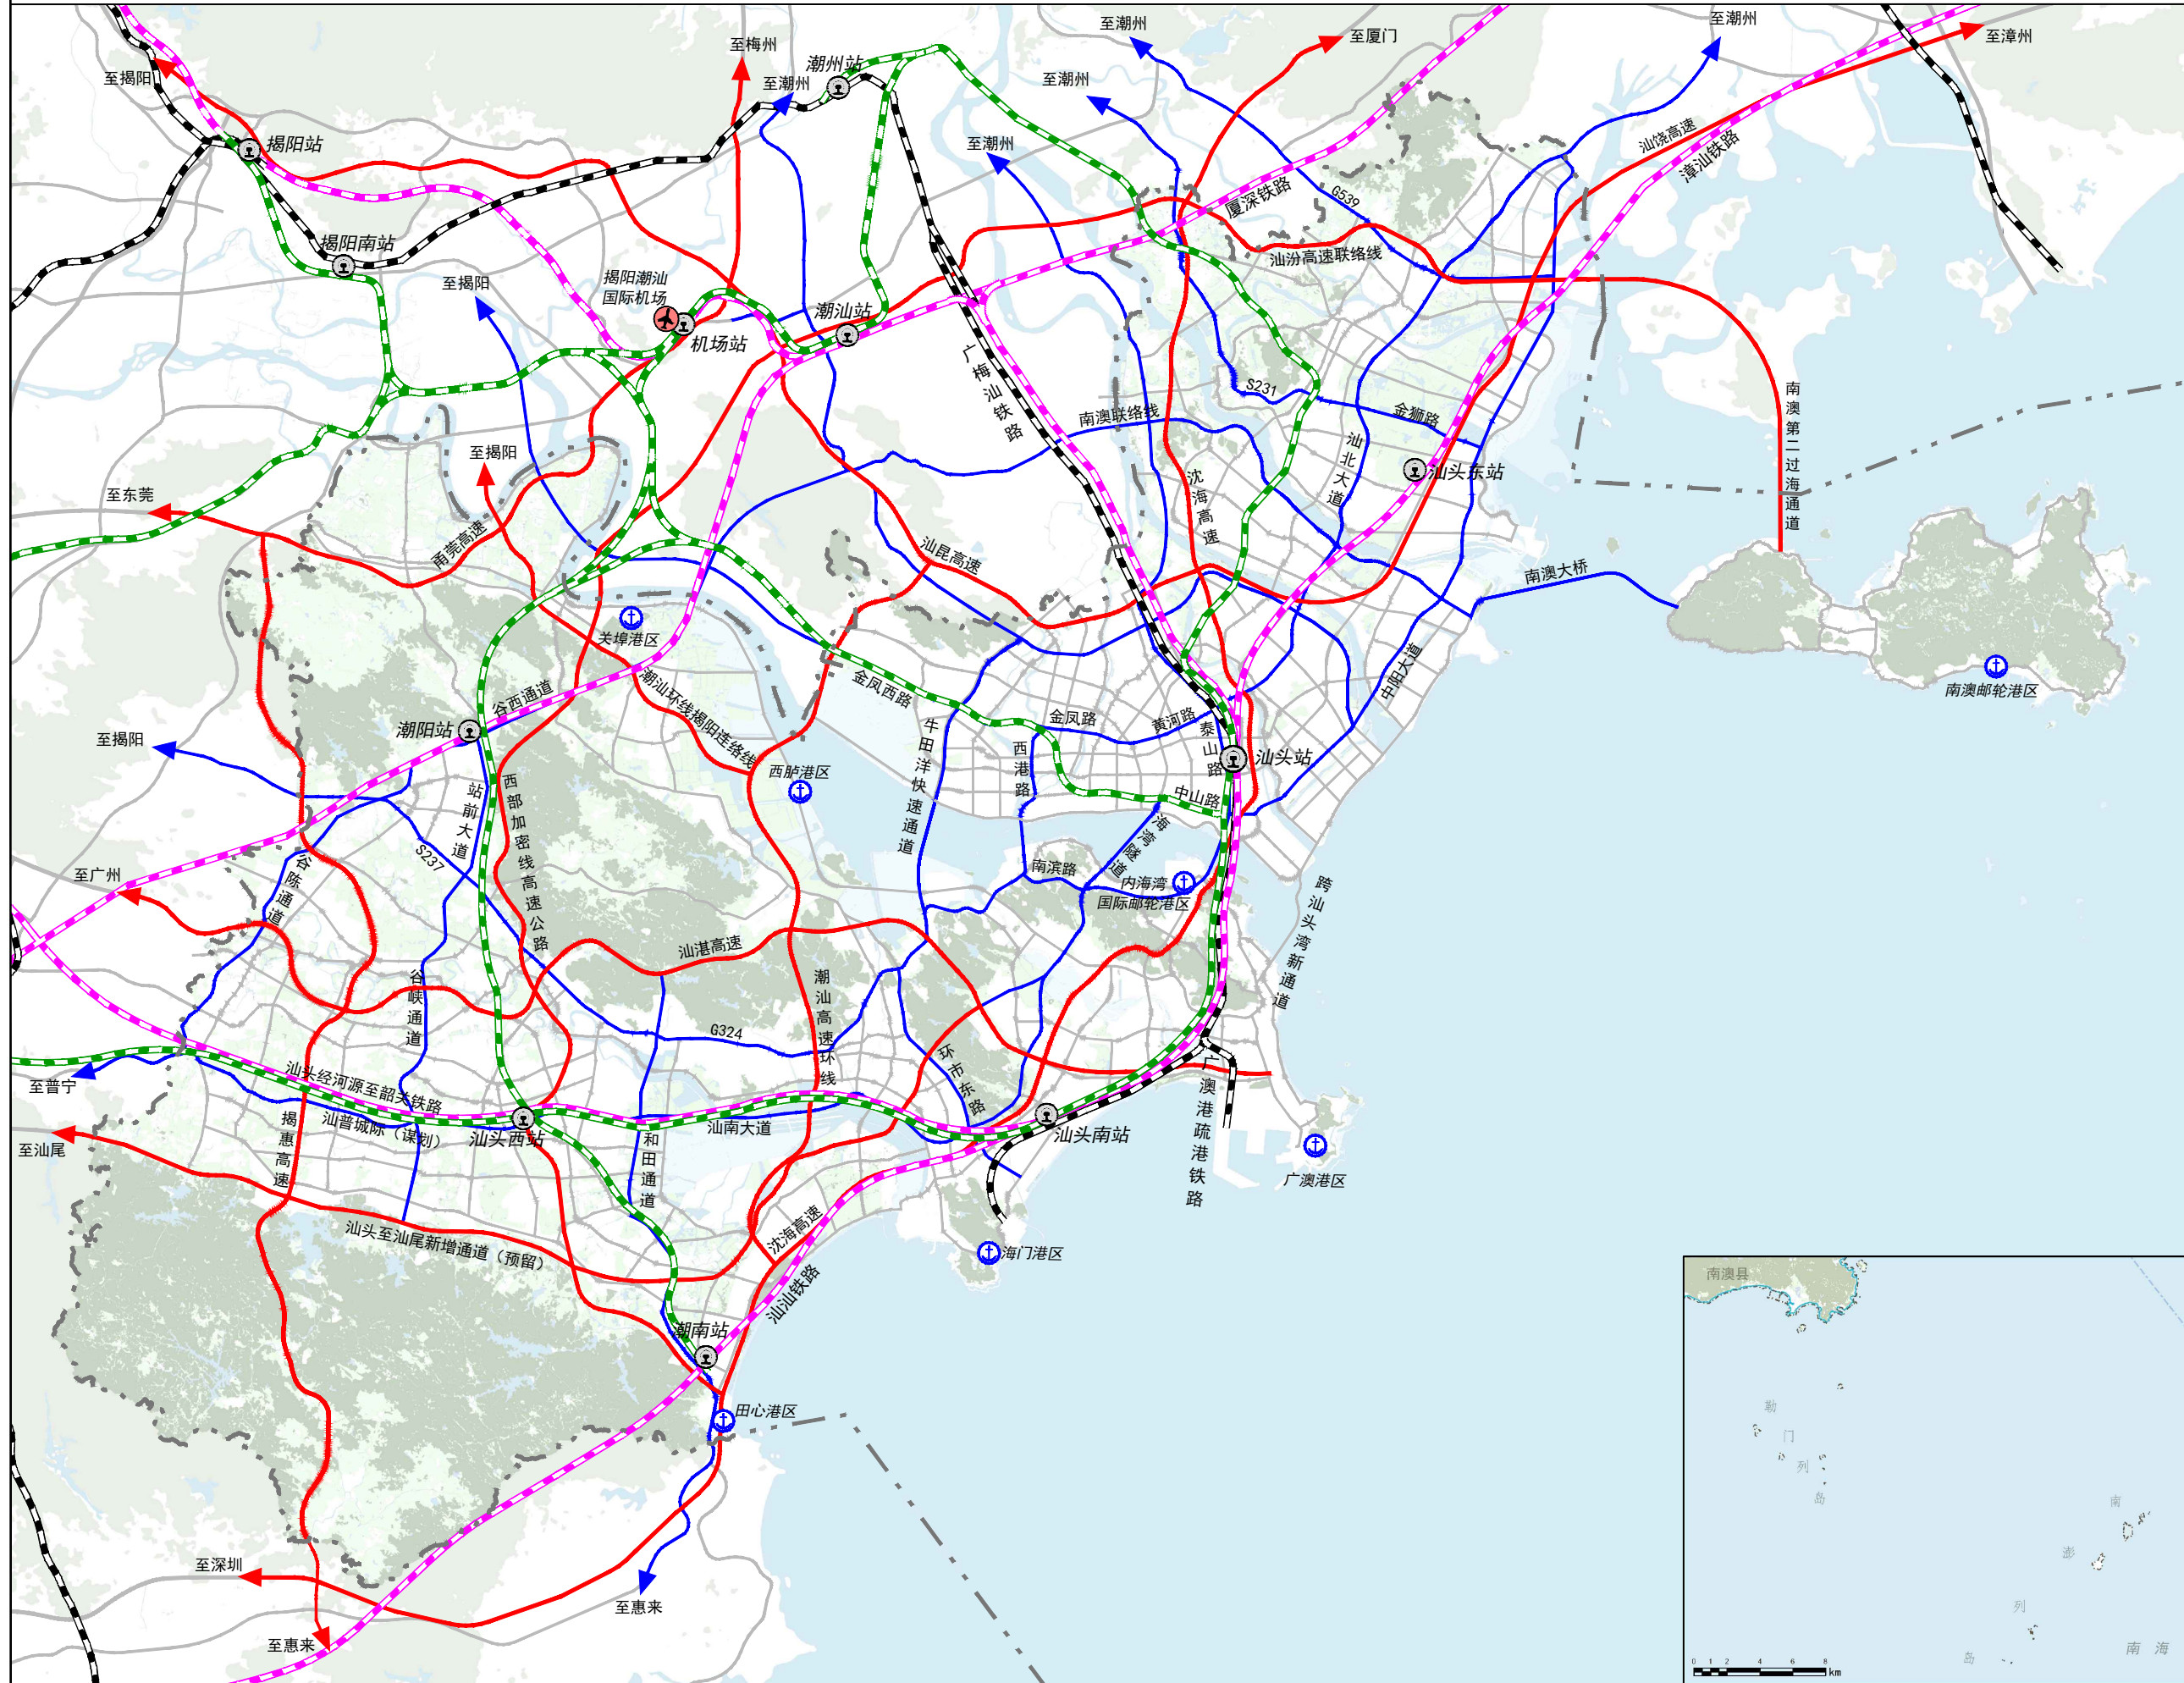 至潮州
至厦门
至潮州
至漳州
至梅州
至揭阳
至潮州
潮州站
至潮州
至潮州
揭阳站
汕饶高速
漳汕铁路
G539
厦深铁路
汕汾高速联络线
揭阳南站
至揭阳
揭阳潮汕
国际机场
机场站
潮汕站
广梅汕铁路
S231
金狮路
南澳联络线
汕北大道
汕头东站
南澳第二过海通道
沈海高速
至揭阳
至东莞
甬莞高速
汕昆高速
南澳大桥
关埠港区
南澳邮轮港区
中阳大道
谷西通道
潮汕环线揭阳连络线
金凤西路
潮阳站
至揭阳
牛田洋快速通道
金凤路
黄河路
泰山路
西港路
汕头站
西胪港区
中山路
站前大道
西部加密线高速公路
S237
海湾隧道
南滨路
内海湾
国际邮轮港区
跨汕头湾新通道
至广州
谷陈通道
汕湛高速
谷峡通道
潮汕高速环线
G324
环市东路
广澳港疏港铁路
至普宁
汕头经河源至韶关铁路
汕普城际（谋划）
揭惠高速
汕头西站
汕南大道
和田通道
汕头南站
至汕尾
广澳港区
汕头至汕尾新增通道（预留）
沈海高速
海门港区
汕汕铁路
潮南站
田心港区
至深圳
至惠来
至惠来
南澳县
勒门列岛
南澎列岛
南海
0 1 2 4 6 8
km